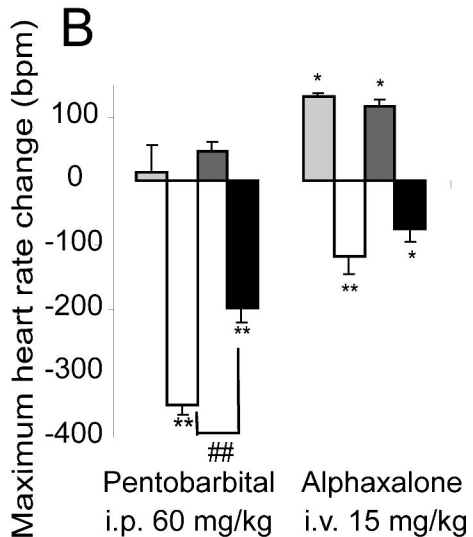 B
Maximum heart rate change (bpm)
100
0
-100
-200
-300
-400
*
*
**
*
**
**
##
Pentobarbital
i.p. 60 mg/kg
Alphaxalone
i.v. 15 mg/kg